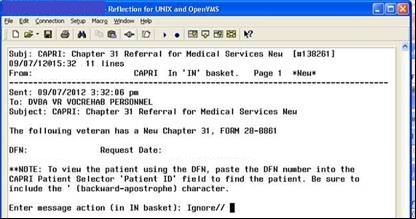 - Reflection for UNIX and OpenVMS
File Edit Connection Setup Macro Window Help
Subj: CAPRI: Chapter 31 Referral for Medical Services New [#138261]
09/07/12@15:32 11 lines
From: CAPRI In 'IN' basket. Page 1 *New*
Sent: 09/07/2012 3:32:06 pm
To: DVBA VR VOCREHAB PERSONNEL
Subject: CAPRI: Chapter 31 Referral for Medical Services New
The following veteran has a New Chapter 31, FORM 28-8861
DFN: Request Date:
**NOTE: To view the patient using the DFN, paste the DFN number into the
CAPRI Patient Selector 'Patient ID' field to find the patient. Be sure to
include the ' (backward-apostrophe) character.
Enter message action (in IN basket): Ignore//